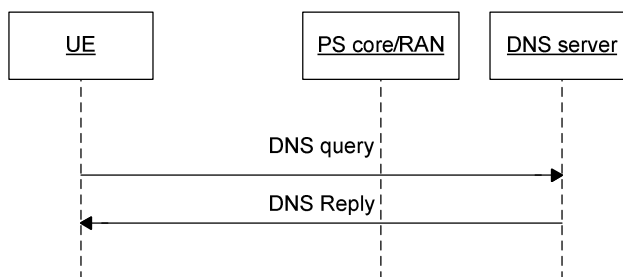 UE
PS core/RAN
DNS server
DNS query
DNS Reply